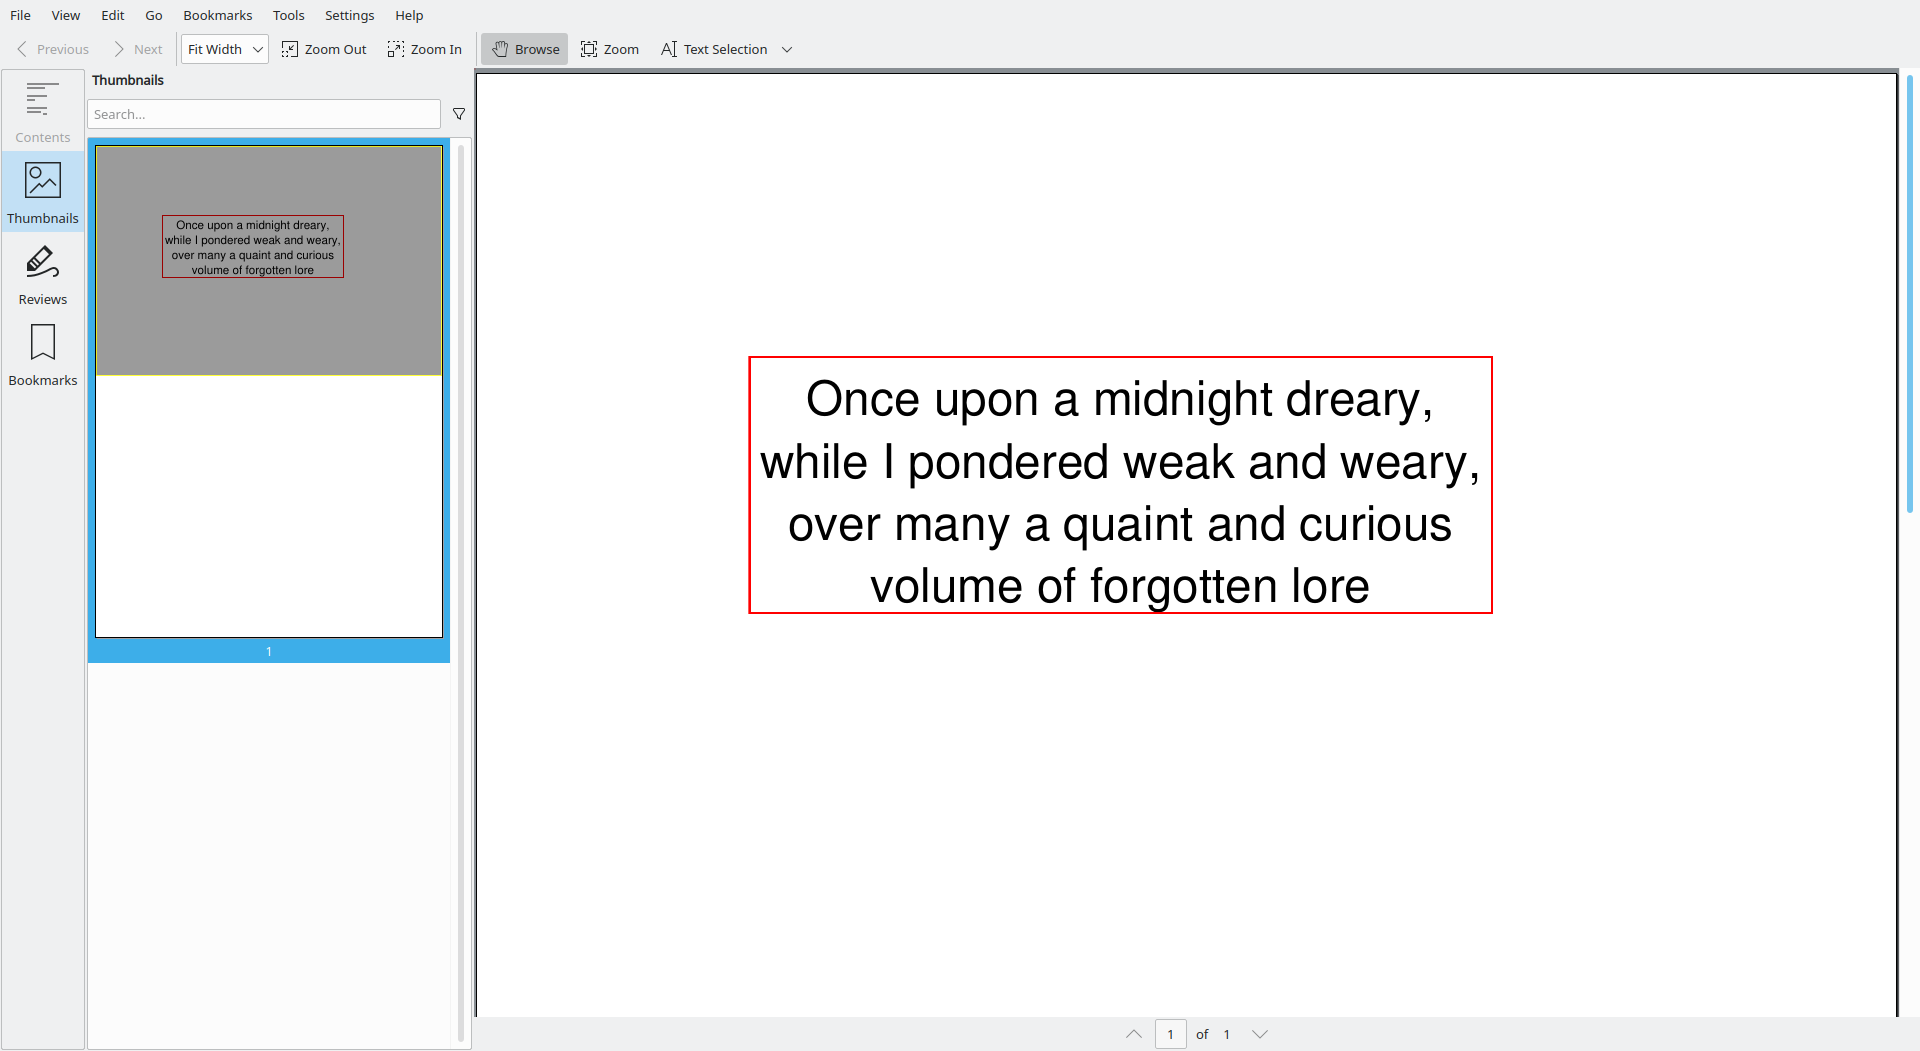 File View Edit Go Bookmarks Tools Settings Help
Previous Next Fit Width Zoom Out Zoom In Browse Zoom Text Selection
Contents
Thumbnails
Reviews
Bookmarks
Thumbnails
Search...
Once upon a midnight dreary,
while I pondered weak and weary,
over many a quaint and curious
volume of forgotten lore
1
Once upon a midnight dreary,
while I pondered weak and weary,
over many a quaint and curious
volume of forgotten lore
1 of 1